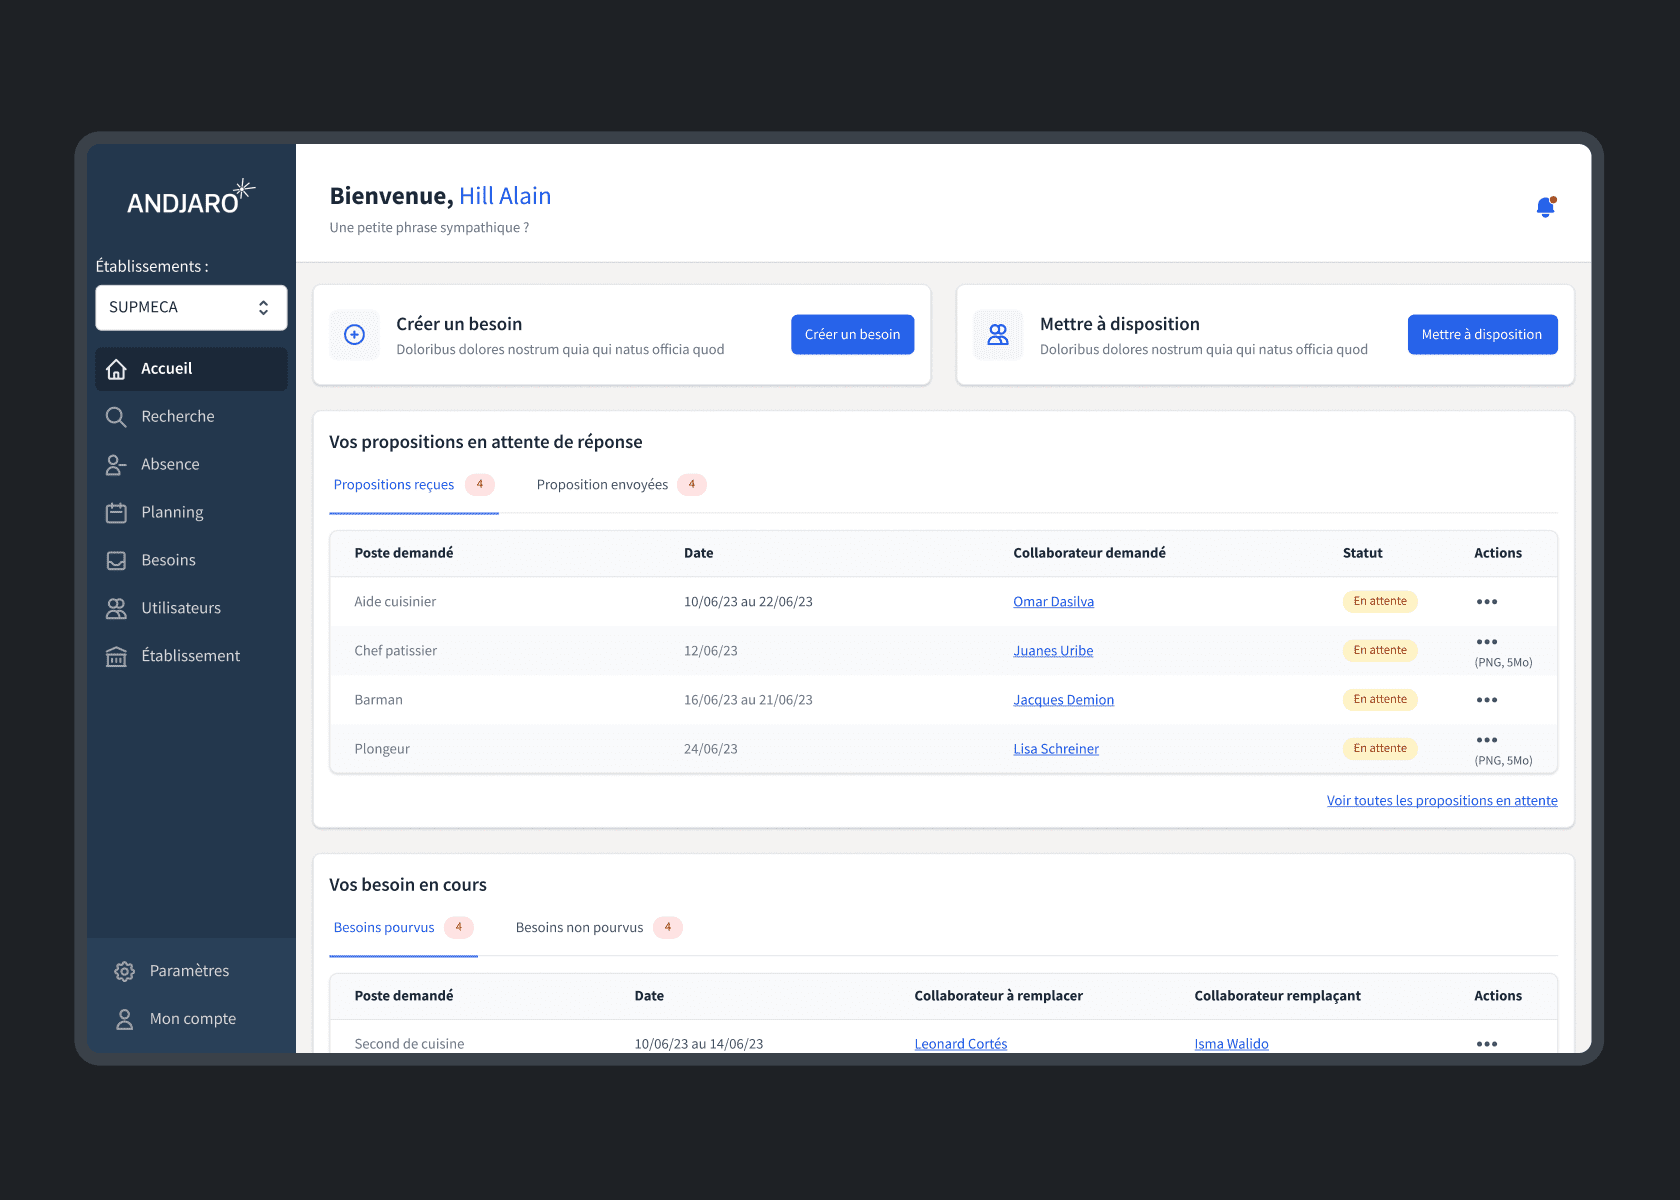 ANDJARO
Établissements :
SUPMECA
Accueil
Recherche
Absence
Planning
Besoins
Utilisateurs
Établissement
Paramètres
Mon compte
Bienvenue, Hill Alain
Une petite phrase sympathique ?
Créer un besoin
Doloribus dolores nostrum quia qui natus officia quod
Créer un besoin
Mettre à disposition
Doloribus dolores nostrum quia qui natus officia quod
Mettre à disposition
Vos propositions en attente de réponse
Propositions reçues 4 Proposition envoyées 4
Poste demandé Date Collaborateur demandé Statut Actions
Aide cuisinier 10/06/23 au 22/06/23 Omar Dasilva En attente
Chef patissier 12/06/23 Juanes Uribe En attente (PNG, 5Mo)
Barman 16/06/23 au 21/06/23 Jacques Demion En attente
Plongeur 24/06/23 Lisa Schreiner En attente (PNG, 5Mo)
Voir toutes les propositions en attente
Vos besoin en cours
Besoins pourvus 4 Besoins non pourvus 4
Poste demandé Date Collaborateur à remplacer Collaborateur remplaçant Actions
Second de cuisine 10/06/23 au 14/06/23 Leonard Cortés Isma Walido